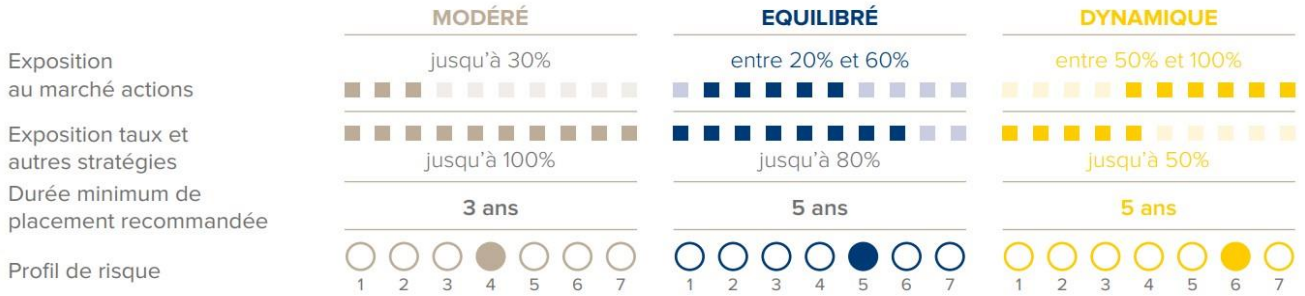 MODÉRÉ
EQUILIBRÉ
DYNAMIQUE
Exposition
au marché actions
jusqu'à 30%
entre 20% et 60%
entre 50% et 100%
Exposition taux et
autres stratégies
jusqu'à 100%
jusqu'à 80%
jusqu'à 50%
Durée minimum de
placement recommandée
3 ans
5 ans
5 ans
Profil de risque
1 2 3 4 5 6 7
1 2 3 4 5 6 7
1 2 3 4 5 6 7